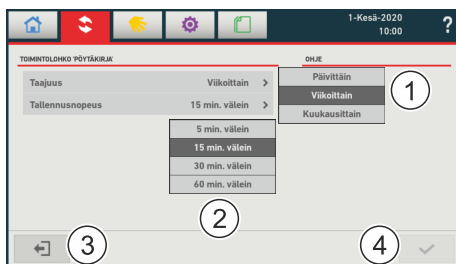 1-Kesä-2020
10:00
?
TOIMINTOLOHKO 'PÖYTÄKIRJA'
OHJE
Taajuus Viikoittain >
Tallennusnopeus 15 min. välein >
Päivittäin
Viikoittain
Kuukausittain
1
5 min. välein
15 min. välein
30 min. välein
60 min. välein
2
3
4